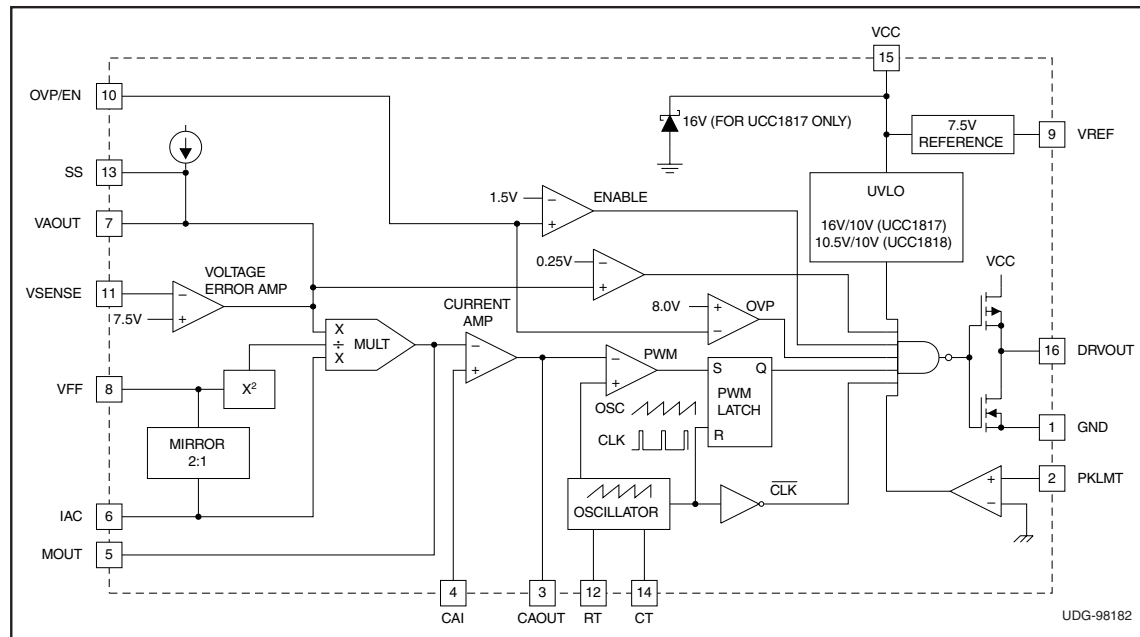 VCC
15
OVP/EN
10
16V (FOR UCC1817 ONLY)
7.5V
REFERENCE
9
VREF
SS
13
1.5V
−
+
ENABLE
UVLO
16V/10V (UCC1817)
10.5V/10V (UCC1818)
VAOUT
7
0.25V
−
+
VCC
VSENSE
11
−
+
7.5V
VOLTAGE
ERROR AMP
CURRENT
AMP
8.0V
+
−
OVP
X
÷
X
MULT
−
+
−
+
PWM
16
DRVOUT
VFF
8
X²
S
Q
PWM
LATCH
R
OSC
CLK
1
GND
MIRROR
2:1
2
PKLMT
+
−
CLK
OSCILLATOR
IAC
6
MOUT
5
4
3
12
14
CAI
CAOUT
RT
CT
UDG-98182